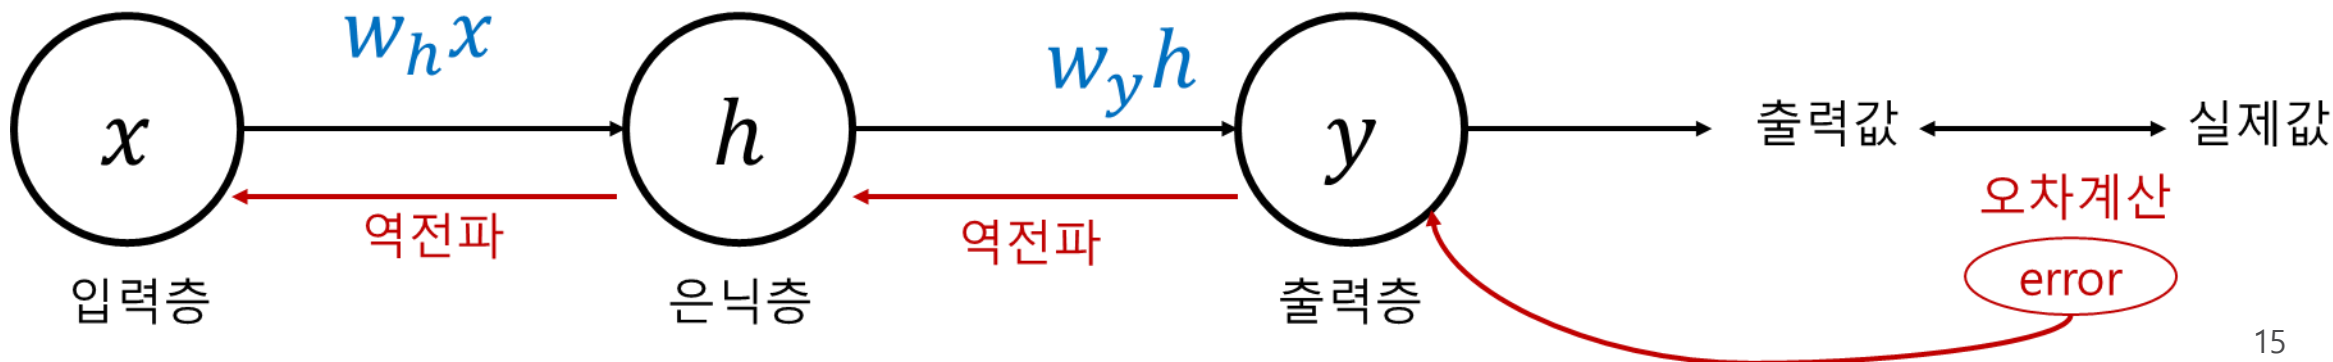 w_h x
w_y h
x
h
y
출력값
실제값
역전파
역전파
오차계산
error
입력층
은닉층
출력층
15